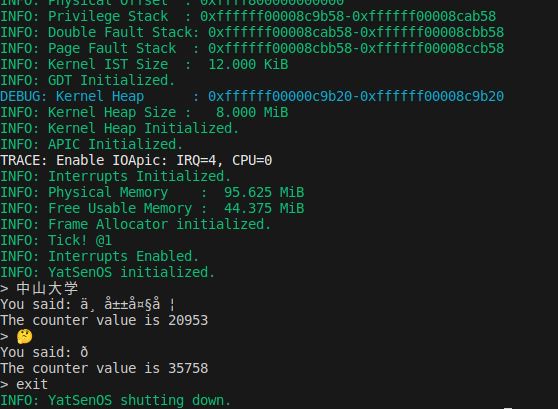 INFO: Physical Offset  : 0xffff800000000000
INFO: Privilege Stack  : 0xffffff00008c9b58-0xffffff00008cab58
INFO: Double Fault Stack: 0xffffff00008cab58-0xffffff00008cbb58
INFO: Page Fault Stack  : 0xffffff00008cbb58-0xffffff00008ccb58
INFO: Kernel IST Size  :  12.000 KiB
INFO: GDT Initialized.
DEBUG: Kernel Heap      : 0xffffff00000c9b20-0xffffff00008c9b20
INFO: Kernel Heap Size :   8.000 MiB
INFO: Kernel Heap Initialized.
INFO: APIC Initialized.
TRACE: Enable IOApic: IRQ=4, CPU=0
INFO: Interrupts Initialized.
INFO: Physical Memory    :  95.625 MiB
INFO: Free Usable Memory :  44.375 MiB
INFO: Frame Allocator initialized.
INFO: Tick! @1
INFO: Interrupts Enabled.
INFO: YatSenOS initialized.
> 中山大学
You said: ä¸ å±±å¤§å ¦
The counter value is 20953
> 🤔
You said: ð
The counter value is 35758
> exit
INFO: YatSenOS shutting down.